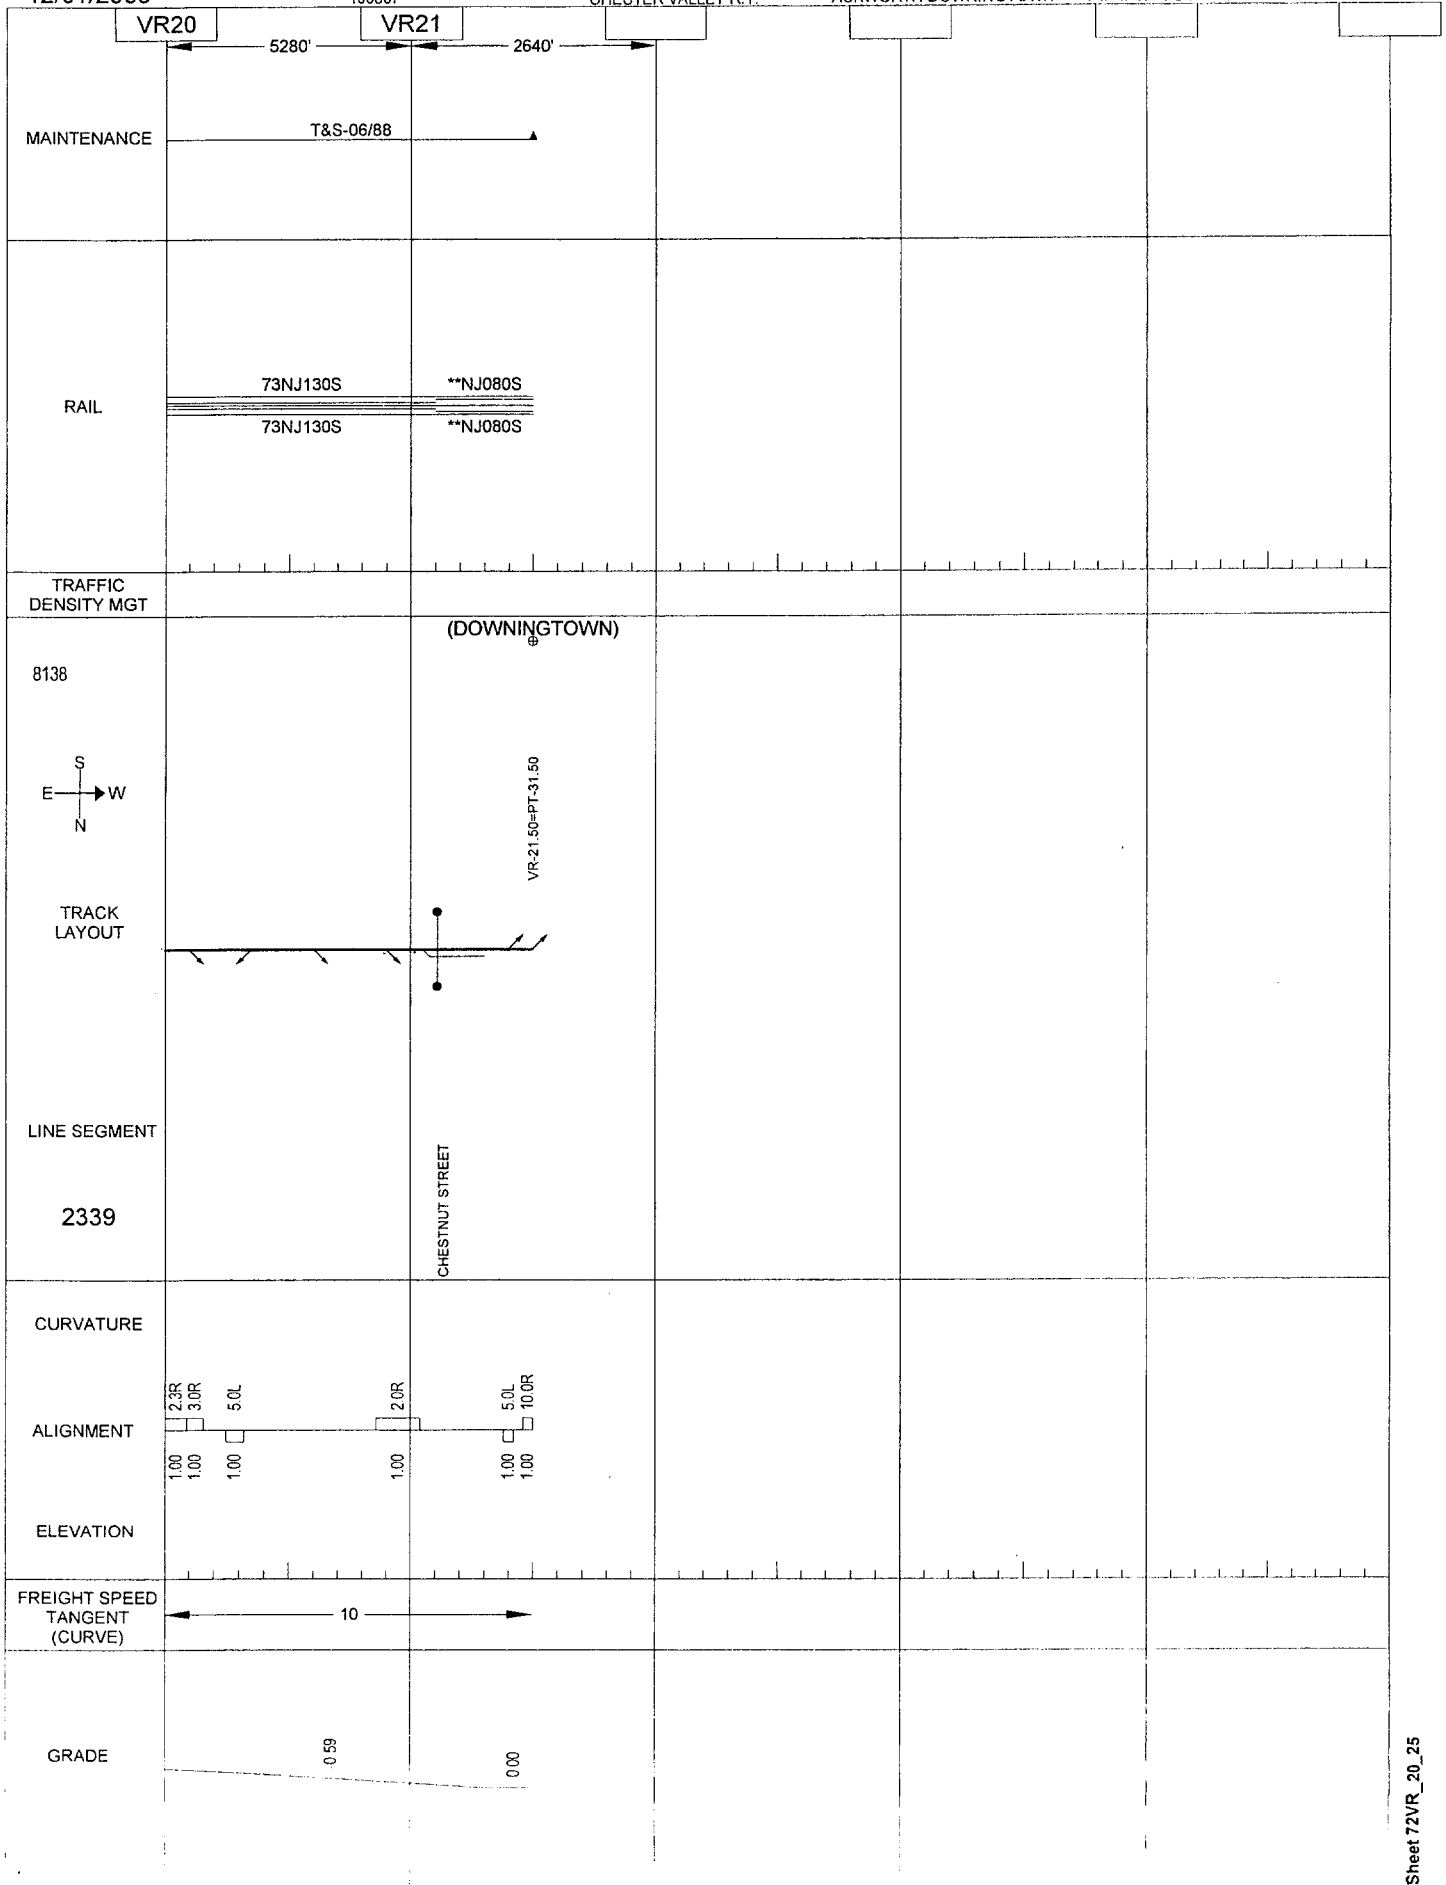 VR20
VR21
5280'
2640'
MAINTENANCE
T&S-06/88
RAIL
73NJ130S
**NJ080S
73NJ130S
**NJ080S
TRAFFIC
DENSITY MGT
(DOWNINGTOWN)
8138
S
E
W
N
VR-21.50=PT-31.50
TRACK
LAYOUT
LINE SEGMENT
2339
CHESTNUT STREET
CURVATURE
2.3R
3.0R
5.0L
2.0R
5.0L
10.0R
ALIGNMENT
1.00
1.00
1.00
1.00
1.00
1.00
ELEVATION
FREIGHT SPEED
TANGENT
(CURVE)
10
GRADE
-0.59
0.00
Sheet 72VR_20_25